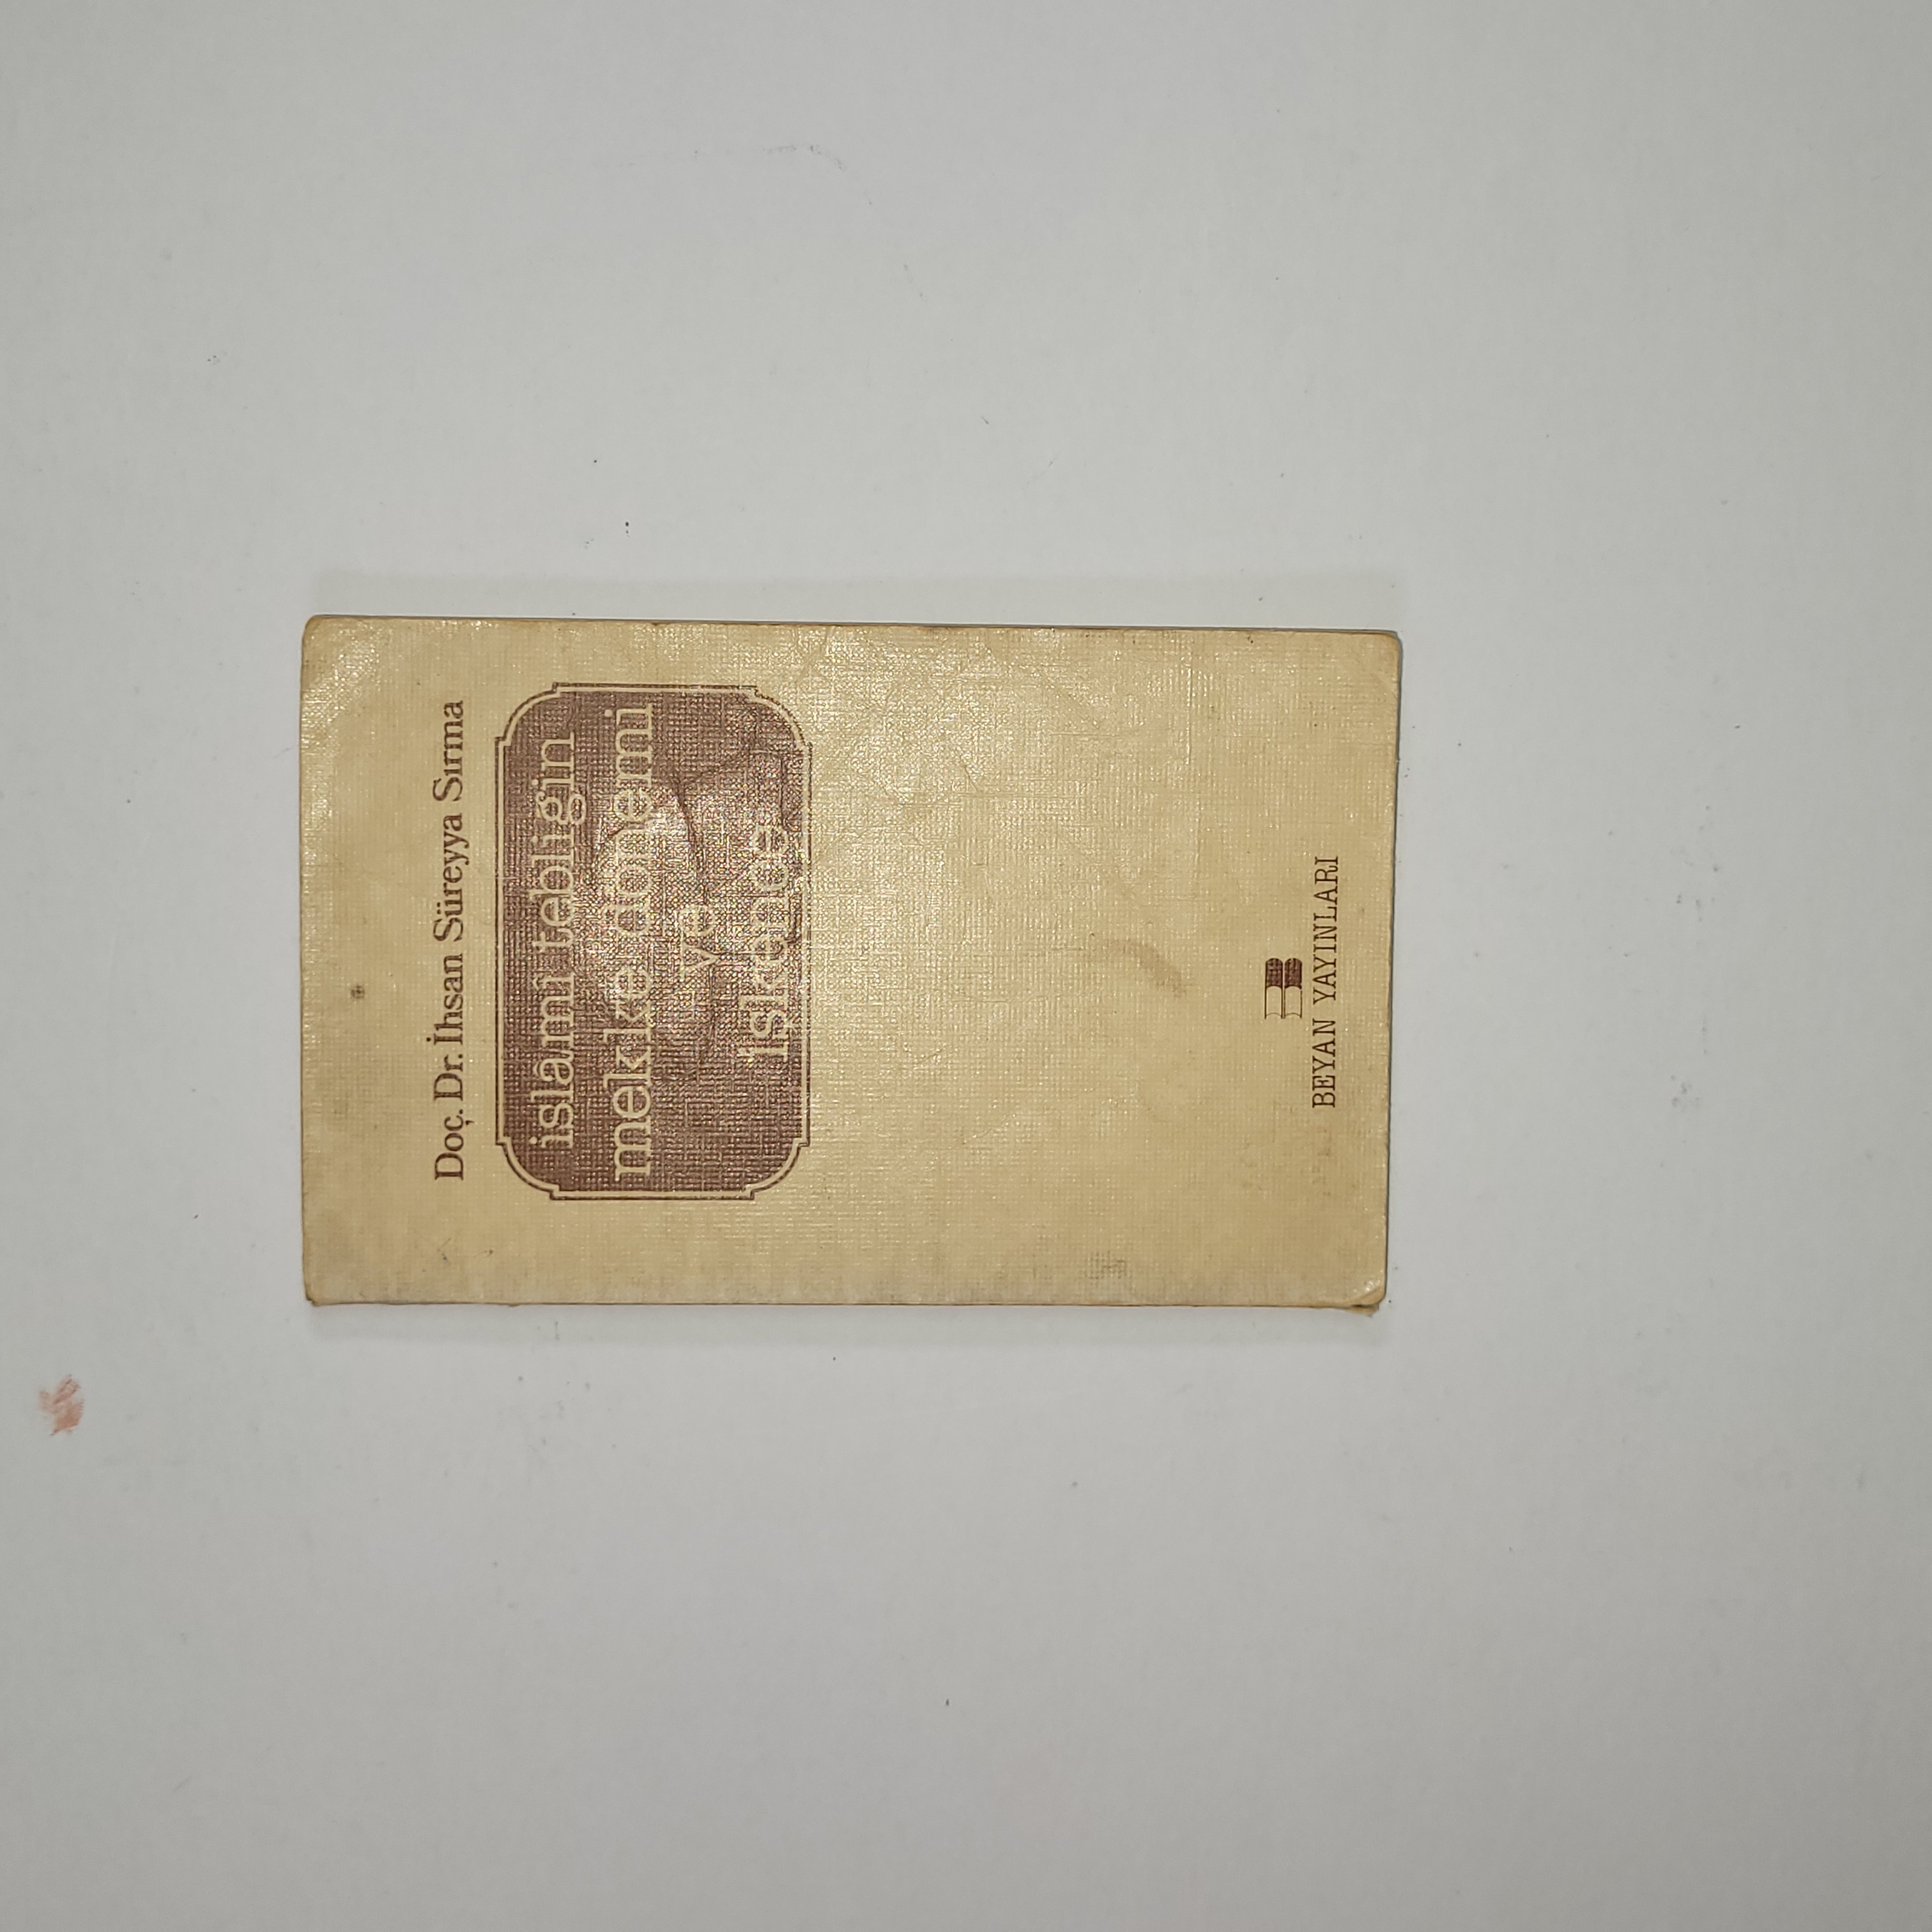 Doç. Dr. İhsan Süreyya Sırma
islâmi tebliğin
mekke dönemi
ve
işkence
BEYAN YAYINLARI